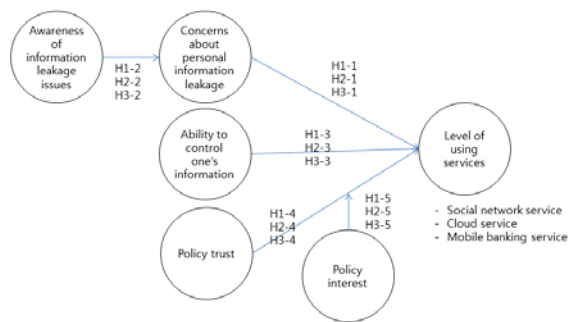 Awareness
of
information
leakage
issues
H1-2
H2-2
H3-2
Concerns
about
personal
information
leakage
H1-1
H2-1
H3-1
Ability to
control
one's
information
H1-3
H2-3
H3-3
Level of
using
services
- Social network service
- Cloud service
- Mobile banking service
Policy trust
H1-4
H2-4
H3-4
H1-5
H2-5
H3-5
Policy
interest